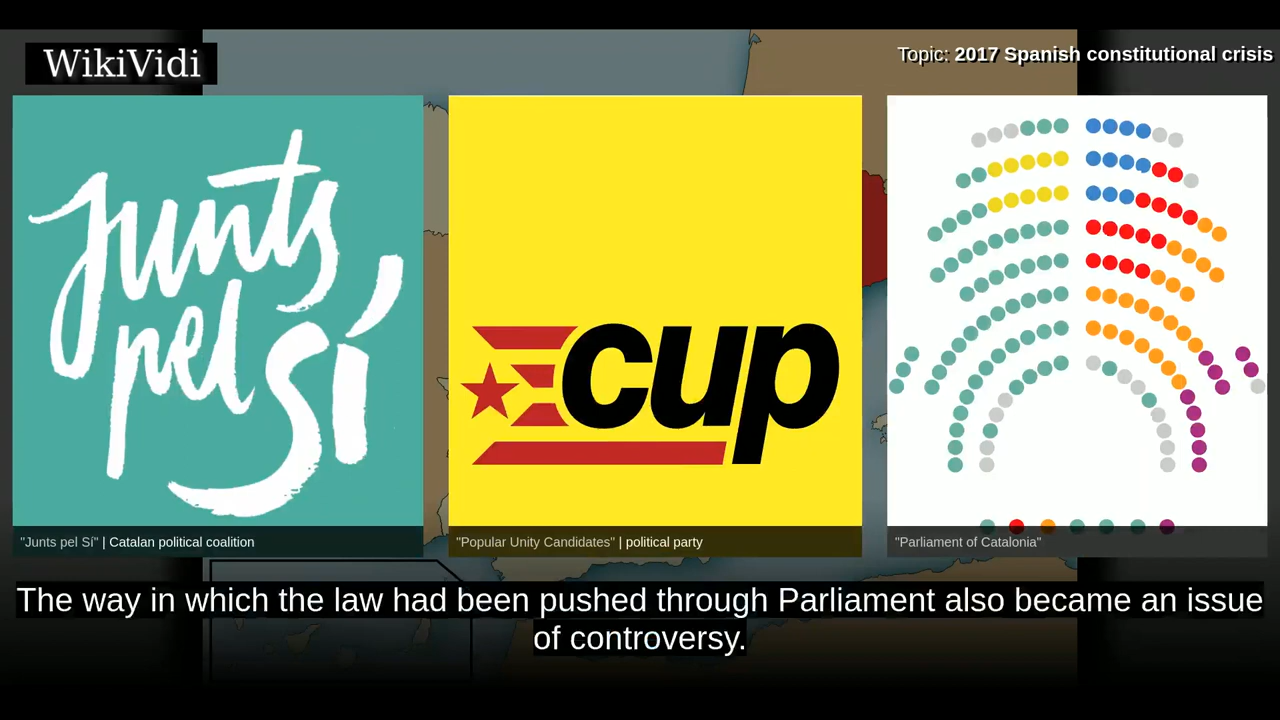 WikiVidi
Topic: 2017 Spanish constitutional crisis
Junts
pel
Sí
cup
"Junts pel Sí" | Catalan political coalition
"Popular Unity Candidates" | political party
"Parliament of Catalonia"
The way in which the law had been pushed through Parliament also became an issue
of controversy.